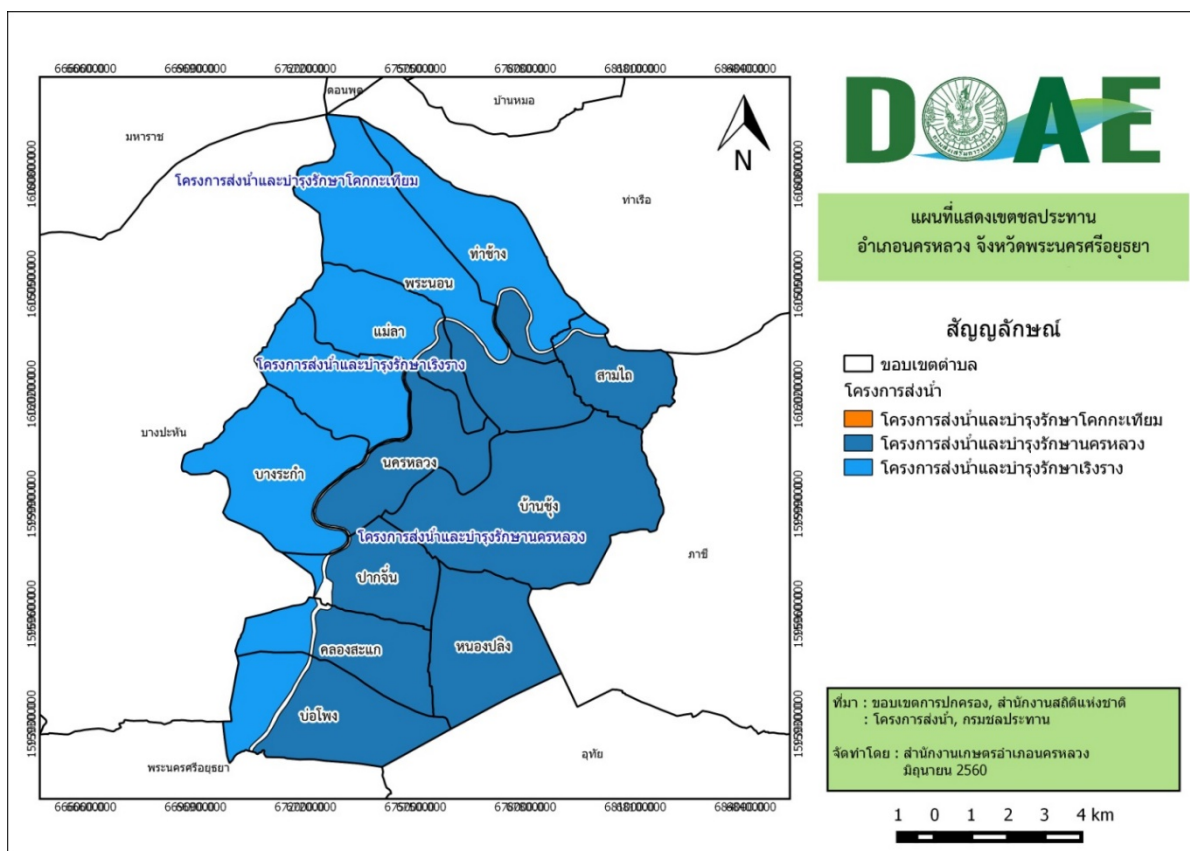 ดอนพุด
บ้านหมอ
มหาราช
N
ท่าเรือ
โครงการส่งน้ำและบำรุงรักษาโคกกะเทียม
ท่าช้าง
พระนอน
แม่ลา
โครงการส่งน้ำและบำรุงรักษาเริงราง
สามไถ
บางปะหัน
นครหลวง
บางระกำ
บ้านชุ้ง
โครงการส่งน้ำและบำรุงรักษานครหลวง
ภาชี
ปากจั่น
หนองปลิง
คลองสะแก
บ่อโพง
อุทัย
พระนครศรีอยุธยา
DOAE
แผนที่แสดงเขตชลประทาน
อำเภอนครหลวง จังหวัดพระนครศรีอยุธยา
สัญญลักษณ์
ขอบเขตตำบล
โครงการส่งน้ำ
โครงการส่งน้ำและบำรุงรักษาโคกกะเทียม
โครงการส่งน้ำและบำรุงรักษานครหลวง
โครงการส่งน้ำและบำรุงรักษาเริงราง
ที่มา : ขอบเขตการปกครอง, สำนักงานสถิติแห่งชาติ
: โครงการส่งน้ำ, กรมชลประทาน
จัดทำโดย : สำนักงานเกษตรอำเภอนครหลวง
มิถุนายน 2560
1 0 1 2 3 4 km